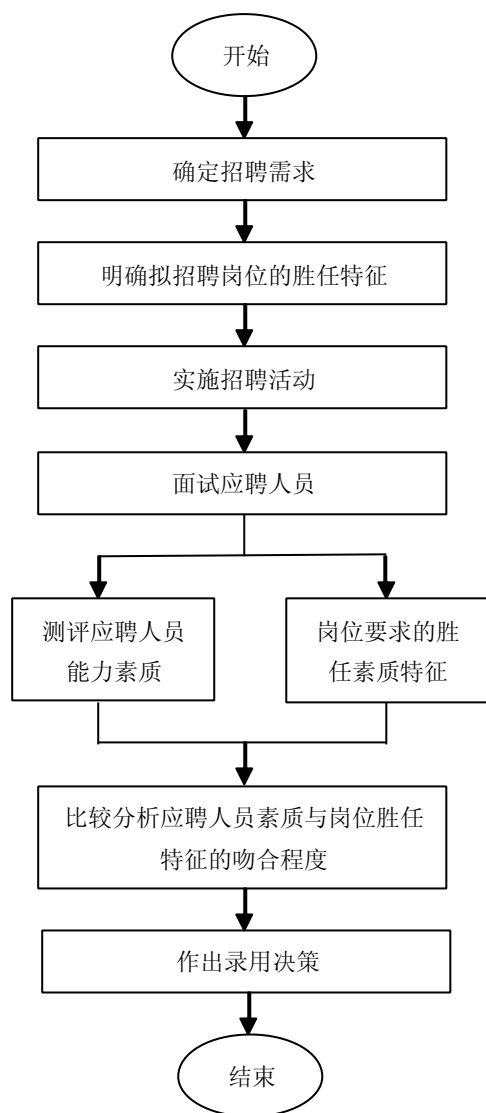 开始
确定招聘需求
明确拟招聘岗位的胜任特征
实施招聘活动
面试应聘人员
测评应聘人员
能力素质
岗位要求的胜
任素质特征
比较分析应聘人员素质与岗位胜任
特征的吻合程度
作出录用决策
结束